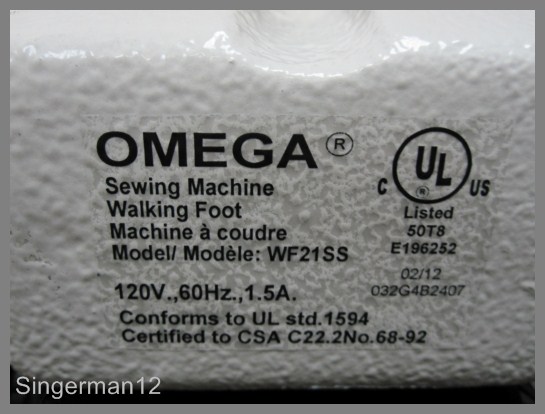 OMEGA ®
Sewing Machine
Walking Foot
Machine à coudre
Model/ Modèle: WF21SS
120V.,60Hz.,1.5A.
Conforms to UL std.1594
Certified to CSA C22.2No.68-92
C UL ® US
Listed
50T8
E196252
02/12
032G4B2407
Singerman12